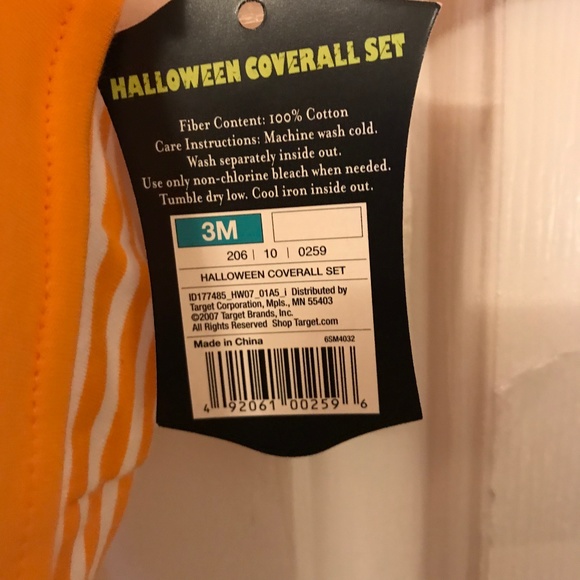 HALLOWEEN COVERALL SET
Fiber Content: 100% Cotton
Care Instructions: Machine wash cold.
Wash separately inside out.
Use only non-chlorine bleach when needed.
Tumble dry low. Cool iron inside out.
3M
206 | 10 | 0259
HALLOWEEN COVERALL SET
ID177485_HW07_01A5_i Distributed by
Target Corporation, Mpls., MN 55403
©2007 Target Brands, Inc.
All Rights Reserved Shop Target.com
Made in China 6SM4032
4 92061 00259 6